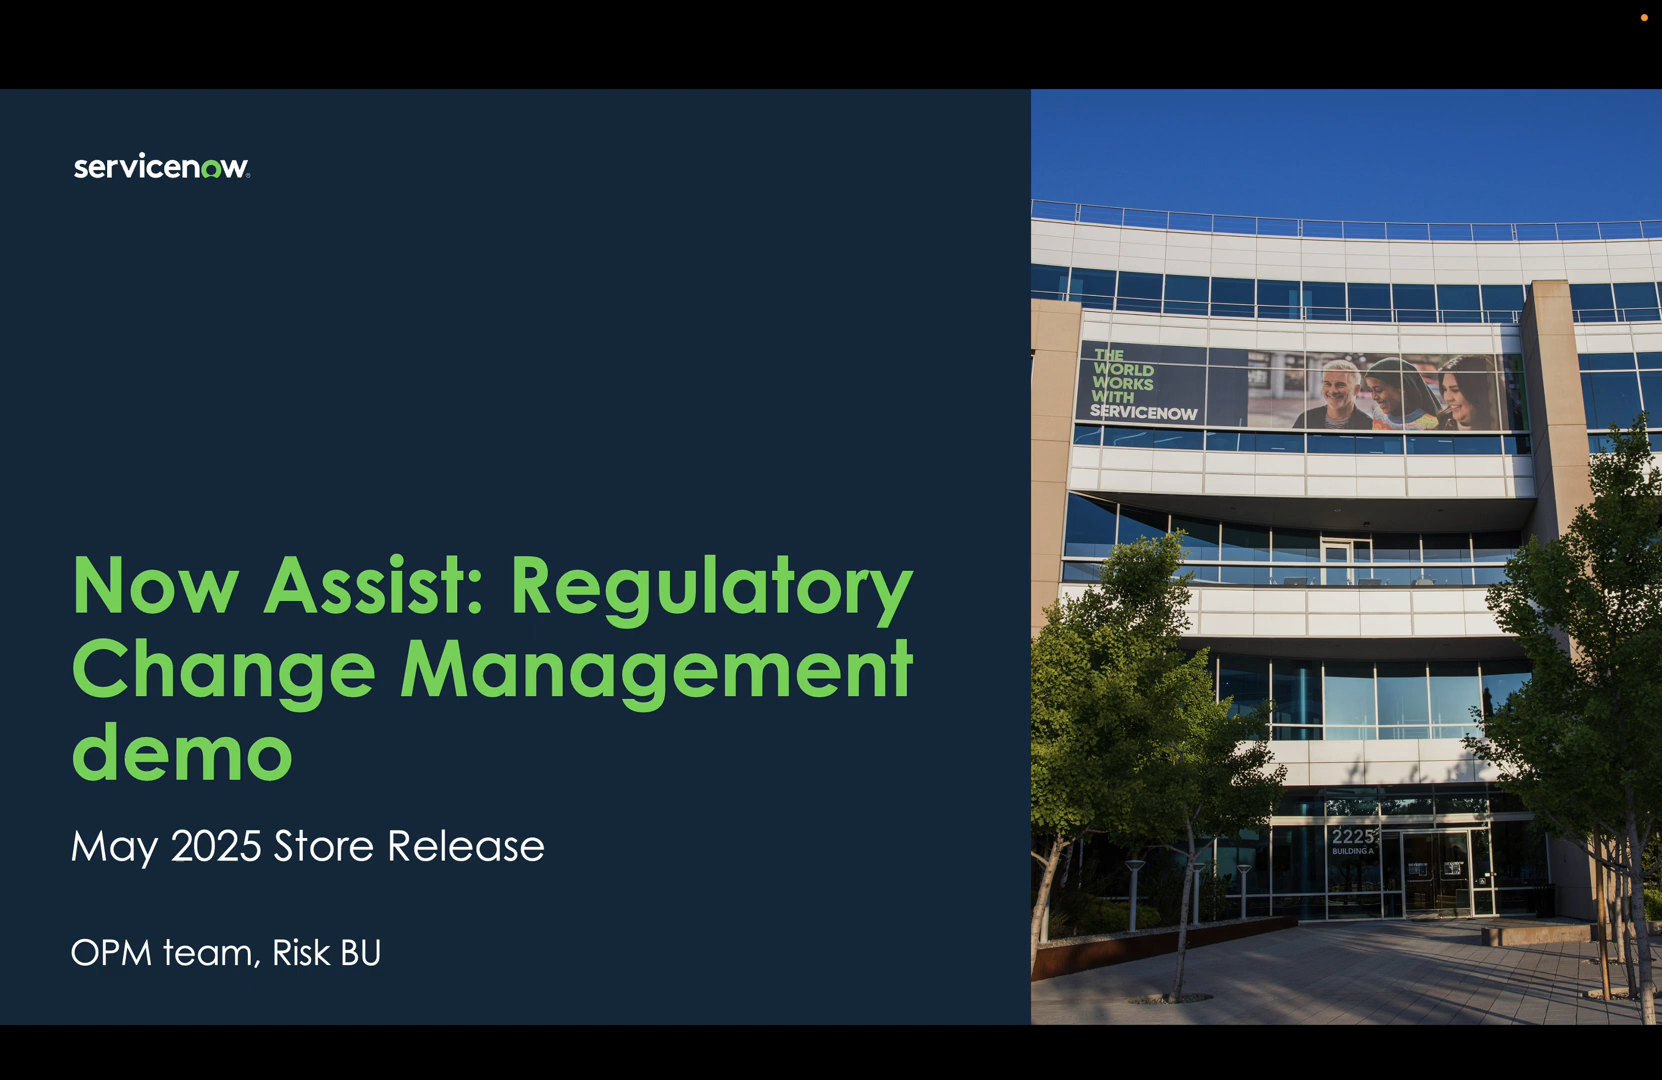 servicenow
Now Assist: Regulatory
Change Management
demo
May 2025 Store Release
OPM team, Risk BU
THE
WORLD
WORKS
WITH
SERVICENOW
2225
BUILDING A